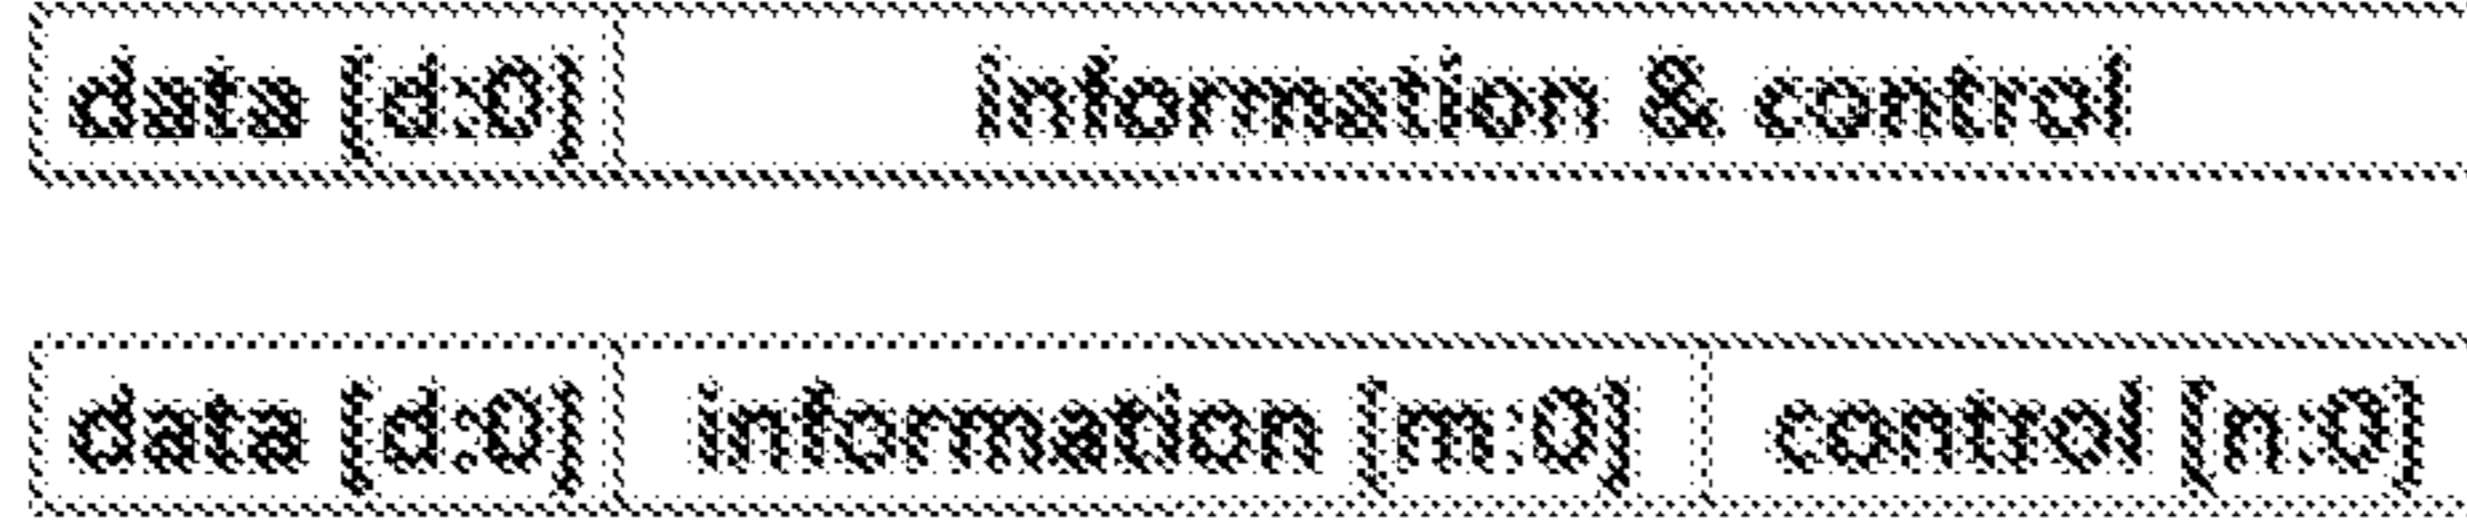 data [d:0] information & control
data [d:0] information [m:0] control [n:0]